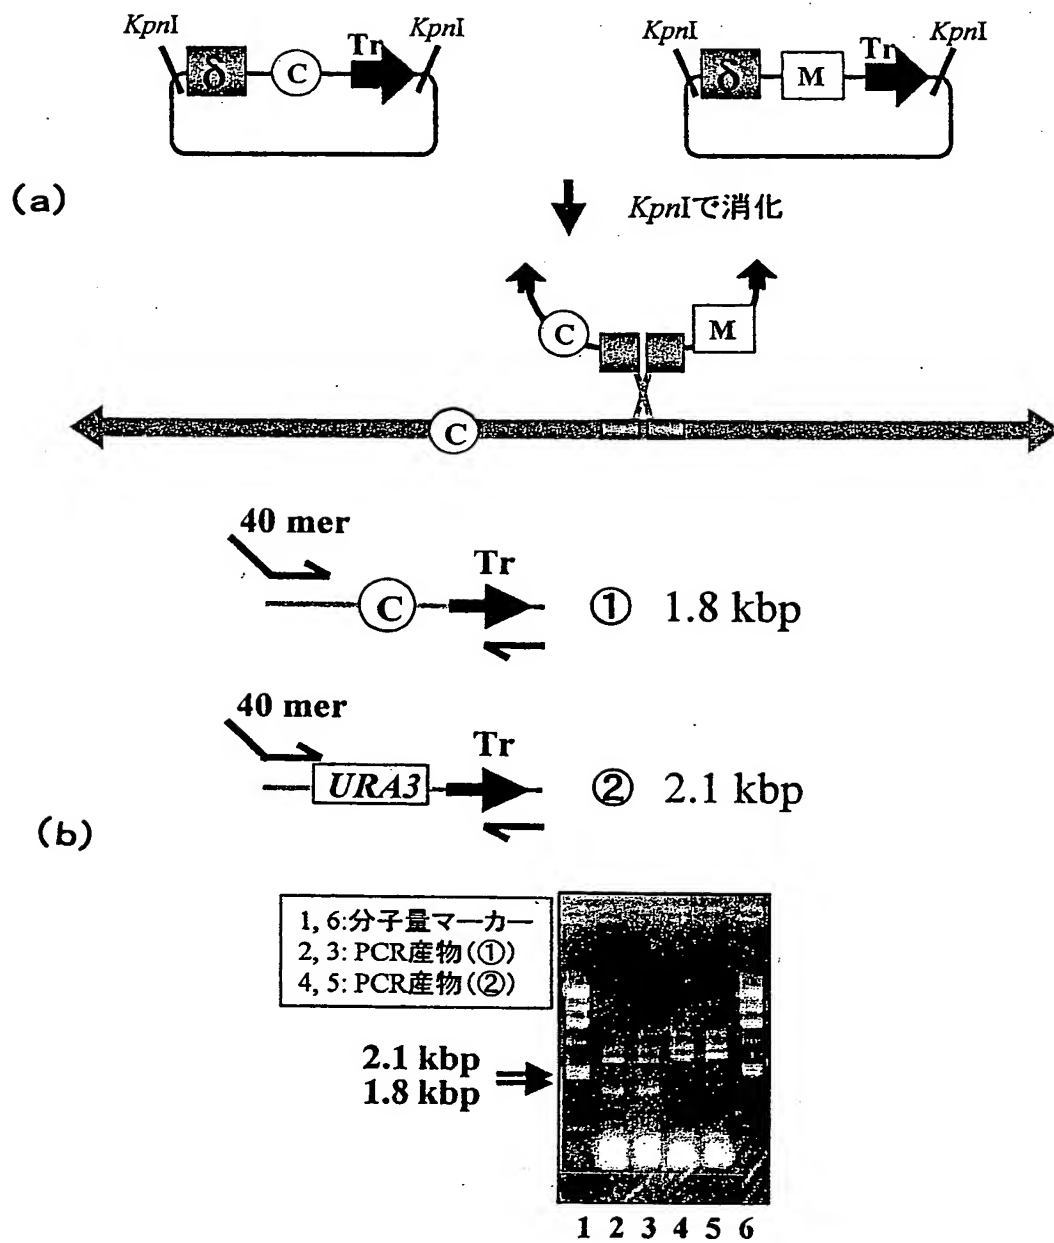 KpnI KpnI KpnI KpnI
Tr Tr
δ C δ M
(a)
KpnIで消化
C M
C
40 mer
Tr
C ① 1.8 kbp
40 mer
Tr
URA3 ② 2.1 kbp
(b)
1, 6:分子量マーカー
2, 3: PCR産物(①)
4, 5: PCR産物(②)
2.1 kbp
1.8 kbp
1 2 3 4 5 6